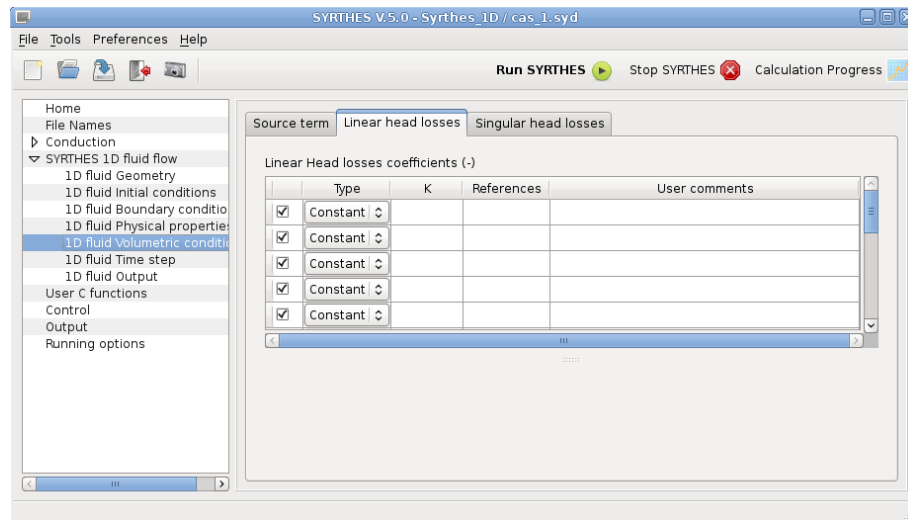 SYRTHES V.5.0 - Syrthes_1D / cas_1.syd
File Tools Preferences Help
Run SYRTHES Stop SYRTHES Calculation Progress
Home
File Names
Conduction
SYRTHES 1D fluid flow
1D fluid Geometry
1D fluid Initial conditions
1D fluid Boundary conditio
1D fluid Physical propertie
1D fluid Volumetric conditi
1D fluid Time step
1D fluid Output
User C functions
Control
Output
Running options
Source term Linear head losses Singular head losses
Linear Head losses coefficients (-)
Type K References User comments
Constant
Constant
Constant
Constant
Constant